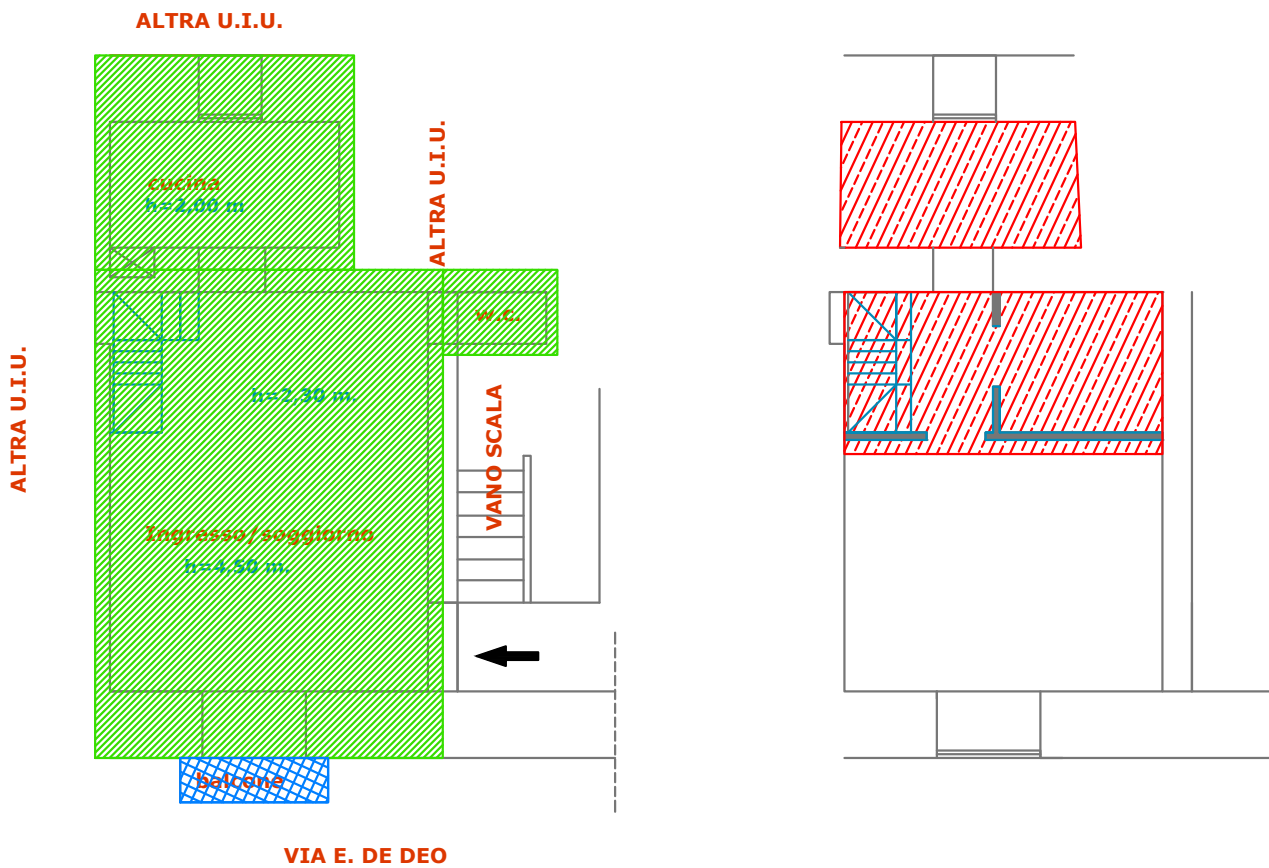 ALTRA U.I.U.
ALTRA U.I.U.
cucina
h=2,00 m
w.c.
ALTRA U.I.U.
h=2,30 m.
VANO SCALA
Ingresso/soggiorno
h=4.50 m.
balcone
VIA E. DE DEO